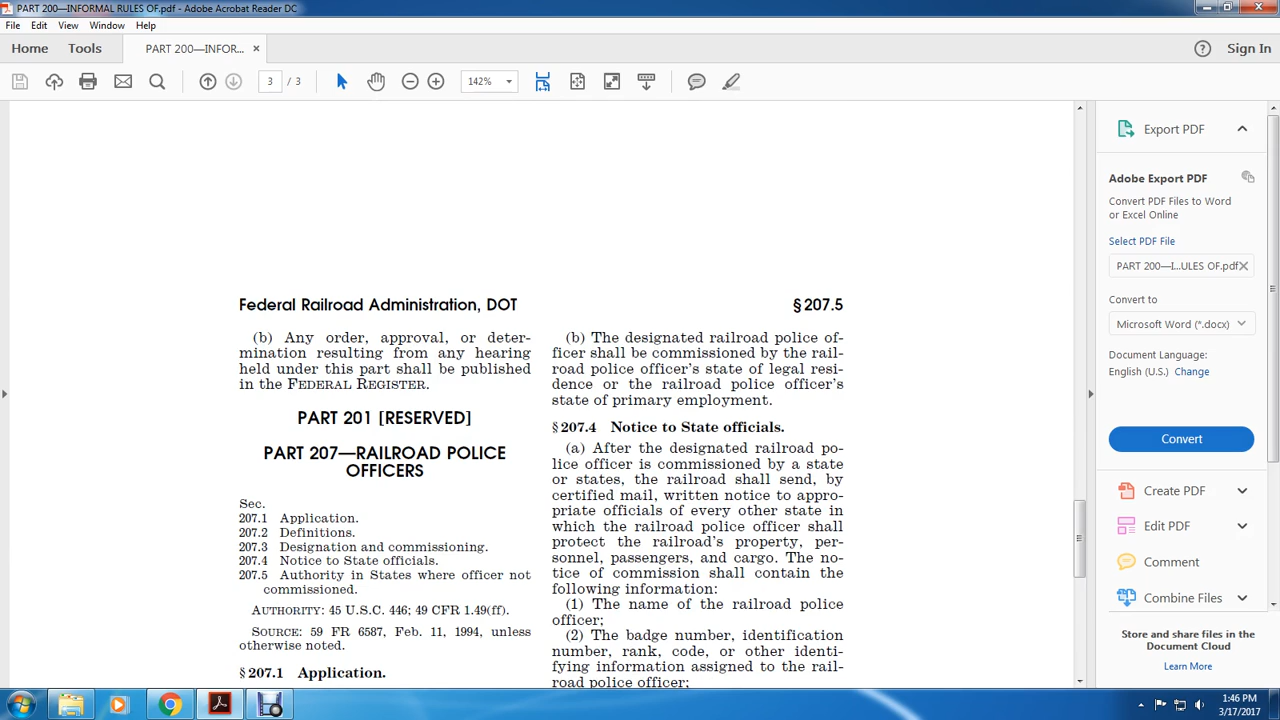 PART 200—INFORMAL RULES OF.pdf - Adobe Acrobat Reader DC
File Edit View Window Help
Home Tools PART 200—INFOR... × Sign In
3 / 3 142%
Federal Railroad Administration, DOT
§ 207.5
(b) Any order, approval, or deter-
mination resulting from any hearing
held under this part shall be published
in the FEDERAL REGISTER.
PART 201 [RESERVED]
PART 207—RAILROAD POLICE
OFFICERS
Sec.
207.1 Application.
207.2 Definitions.
207.3 Designation and commissioning.
207.4 Notice to State officials.
207.5 Authority in States where officer not
commissioned.
AUTHORITY: 45 U.S.C. 446; 49 CFR 1.49(ff).
SOURCE: 59 FR 6587, Feb. 11, 1994, unless
otherwise noted.
§ 207.1 Application.
(b) The designated railroad police of-
ficer shall be commissioned by the rail-
road police officer's state of legal resi-
dence or the railroad police officer's
state of primary employment.
§ 207.4 Notice to State officials.
(a) After the designated railroad po-
lice officer is commissioned by a state
or states, the railroad shall send, by
certified mail, written notice to appro-
priate officials of every other state in
which the railroad police officer shall
protect the railroad's property, per-
sonnel, passengers, and cargo. The no-
tice of commission shall contain the
following information:
(1) The name of the railroad police
officer;
(2) The badge number, identification
number, rank, code, or other identi-
fying information assigned to the rail-
road police officer;
Export PDF
Adobe Export PDF
Convert PDF Files to Word
or Excel Online
Select PDF File
PART 200—I...ULES OF.pdf
Convert to
Microsoft Word (*.docx)
Document Language:
English (U.S.) Change
Convert
Create PDF
Edit PDF
Comment
Combine Files
Store and share files in the
Document Cloud
Learn More
1:46 PM
3/17/2017